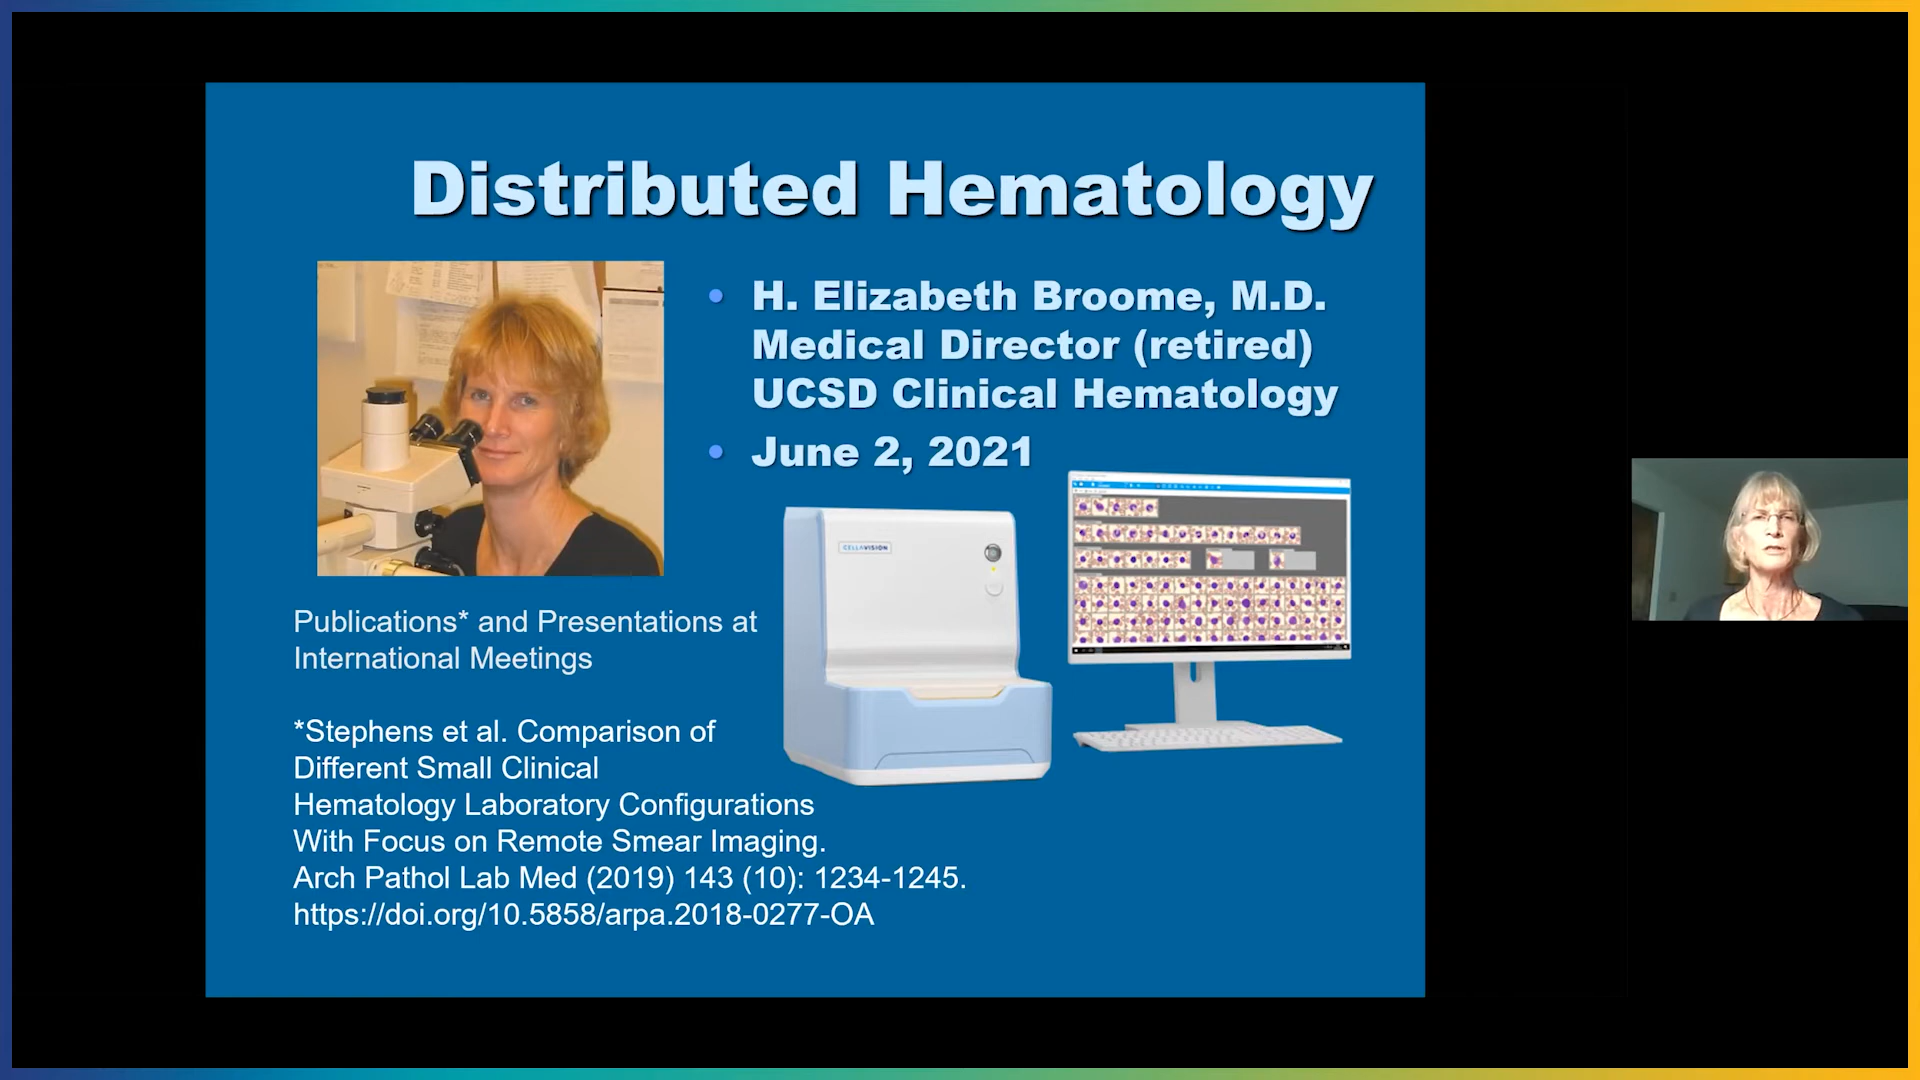 Distributed Hematology
• H. Elizabeth Broome, M.D.
Medical Director (retired)
UCSD Clinical Hematology
• June 2, 2021
CELLAVISION
Publications* and Presentations at
International Meetings
*Stephens et al. Comparison of
Different Small Clinical
Hematology Laboratory Configurations
With Focus on Remote Smear Imaging.
Arch Pathol Lab Med (2019) 143 (10): 1234-1245.
https://doi.org/10.5858/arpa.2018-0277-OA